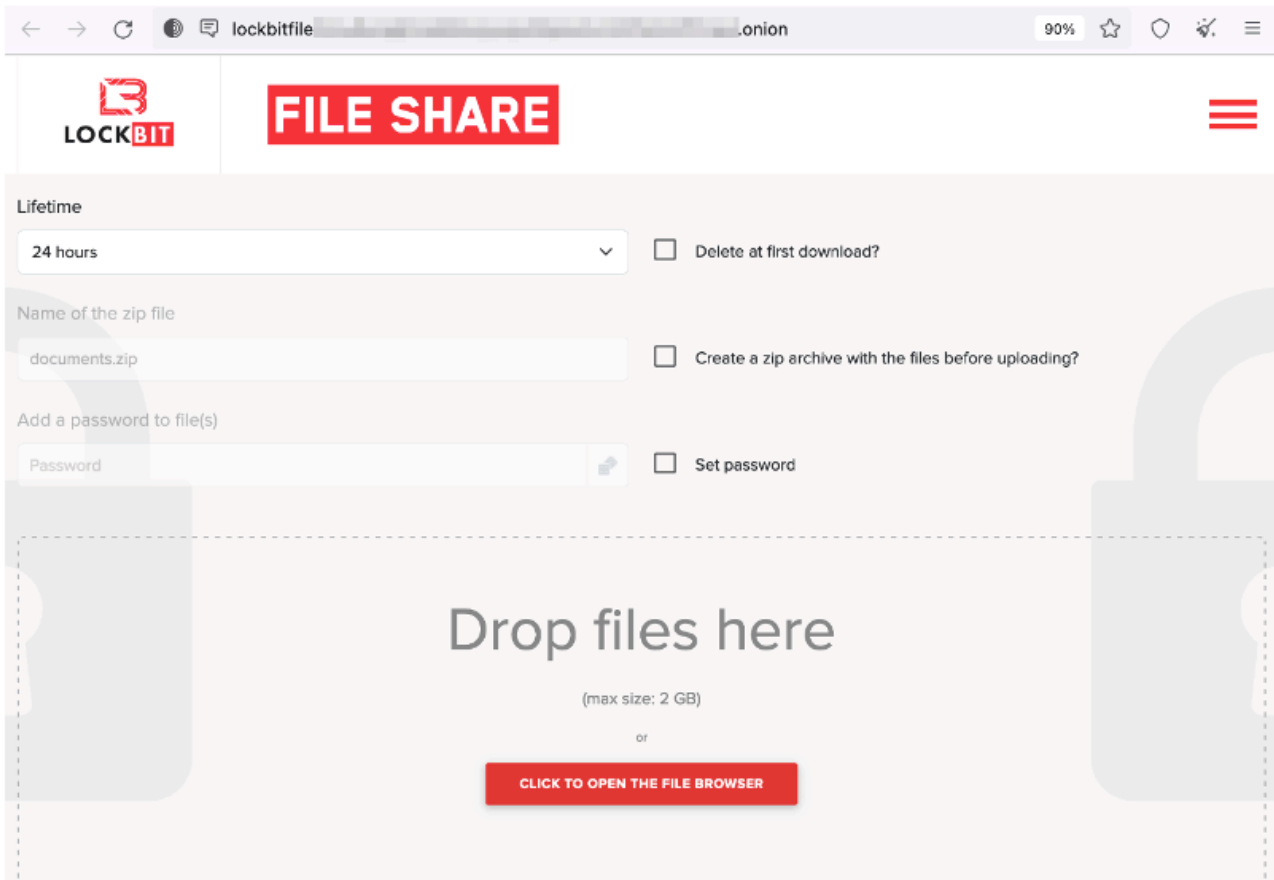 lockbitfile .onion 90%
LOCKBIT
FILE SHARE
Lifetime
24 hours
Delete at first download?
Name of the zip file
documents.zip
Create a zip archive with the files before uploading?
Add a password to file(s)
Password
Set password
Drop files here
(max size: 2 GB)
or
CLICK TO OPEN THE FILE BROWSER